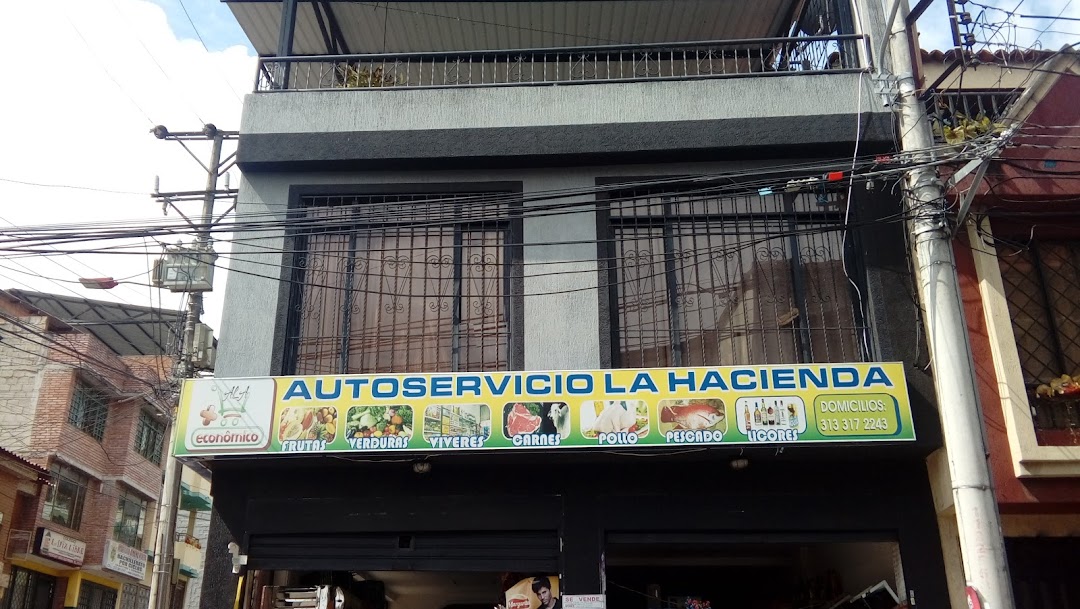 AUTOSERVICIO LA HACIENDA
económico
FRUTAS
VERDURAS
VIVERES
CARNES
POLLO
PESCADO
LICORES
DOMICILIOS:
313 317 2243
SE VENDE